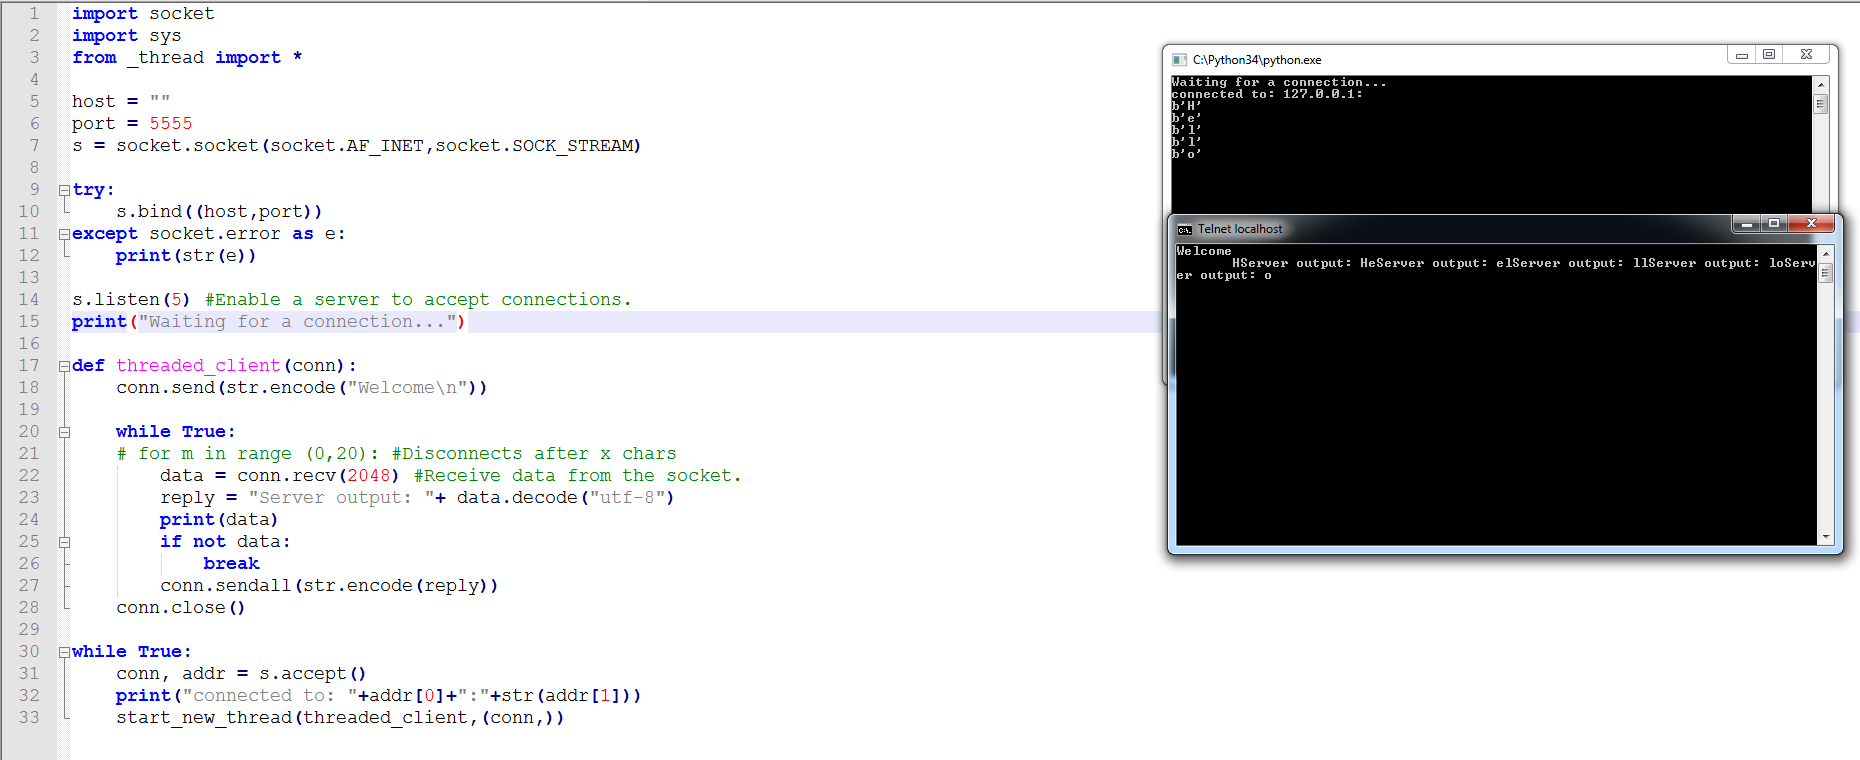 1 import socket
2 import sys
3 from _thread import *
4
5 host = ""
6 port = 5555
7 s = socket.socket(socket.AF_INET,socket.SOCK_STREAM)
8
9 try:
10     s.bind((host,port))
11 except socket.error as e:
12     print(str(e))
13
14 s.listen(5) #Enable a server to accept connections.
15 print("Waiting for a connection...")
16
17 def threaded_client(conn):
18     conn.send(str.encode("Welcome\n"))
19
20     while True:
21     # for m in range (0,20): #Disconnects after x chars
22         data = conn.recv(2048) #Receive data from the socket.
23         reply = "Server output: "+ data.decode("utf-8")
24         print(data)
25         if not data:
26             break
27         conn.sendall(str.encode(reply))
28     conn.close()
29
30 while True:
31     conn, addr = s.accept()
32     print("connected to: "+addr[0]+":"+str(addr[1]))
33     start_new_thread(threaded_client,(conn,))
C:\Python34\python.exe
Waiting for a connection...
connected to: 127.0.0.1:
b'H'
b'e'
b'l'
b'l'
b'o'
Telnet localhost
Welcome
HServer output: HeServer output: elServer output: llServer output: loServ
er output: o